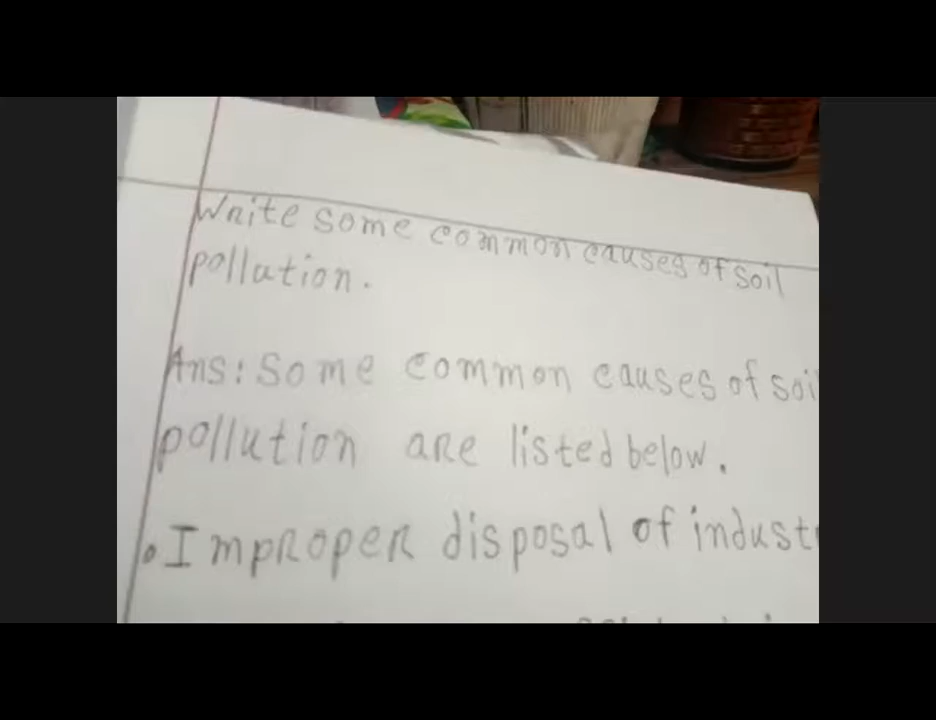 Write some common causes of soil
pollution.
Ans: Some common causes of soi
pollution are listed below.
• Improper disposal of indust